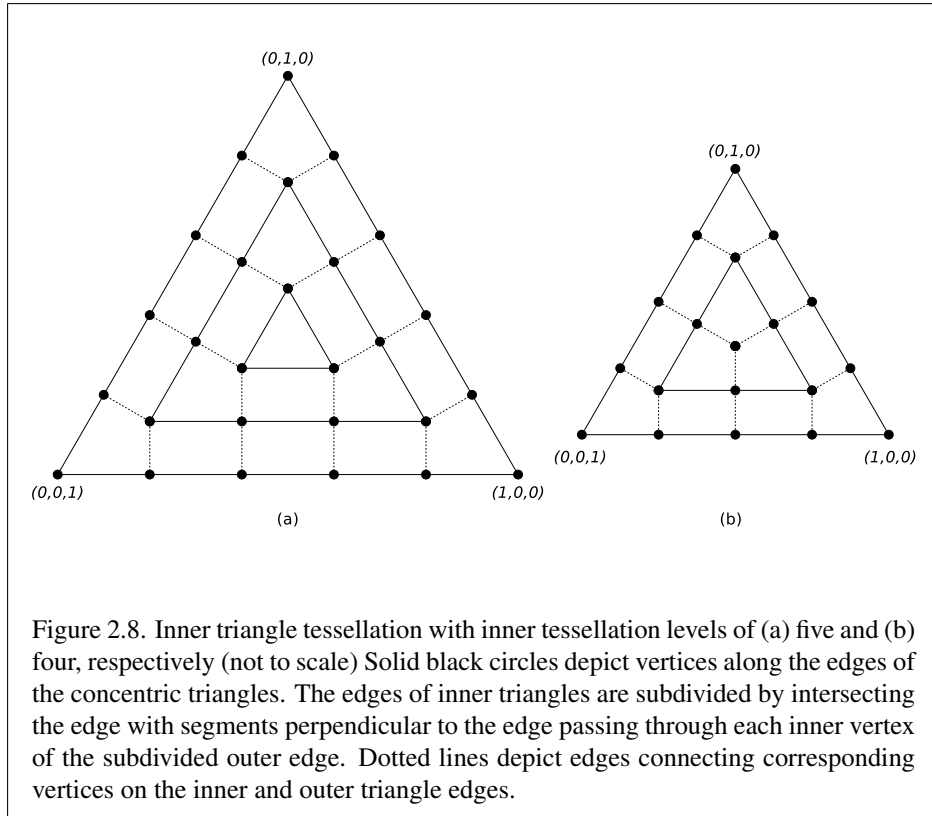 (0,1,0)
(0,1,0)
(0,0,1)
(1,0,0)
(0,0,1)
(1,0,0)
(a)
(b)
Figure 2.8. Inner triangle tessellation with inner tessellation levels of (a) five and (b)
four, respectively (not to scale) Solid black circles depict vertices along the edges of
the concentric triangles. The edges of inner triangles are subdivided by intersecting
the edge with segments perpendicular to the edge passing through each inner vertex
of the subdivided outer edge. Dotted lines depict edges connecting corresponding
vertices on the inner and outer triangle edges.